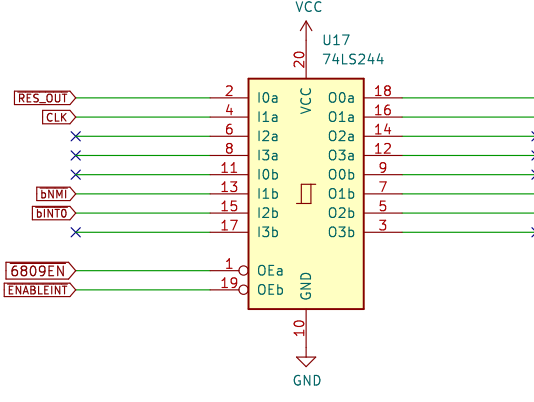 VCC
U17
74LS244
20
VCC
RES_OUT 2 I0a O0a 18
CLK 4 I1a O1a 16
6 I2a O2a 14
8 I3a O3a 12
11 I0b O0b 9
bNMI 13 I1b O1b 7
bINT0 15 I2b O2b 5
17 I3b O3b 3
6809EN 1 OEa
ENABLEINT 19 OEb
GND
10
GND